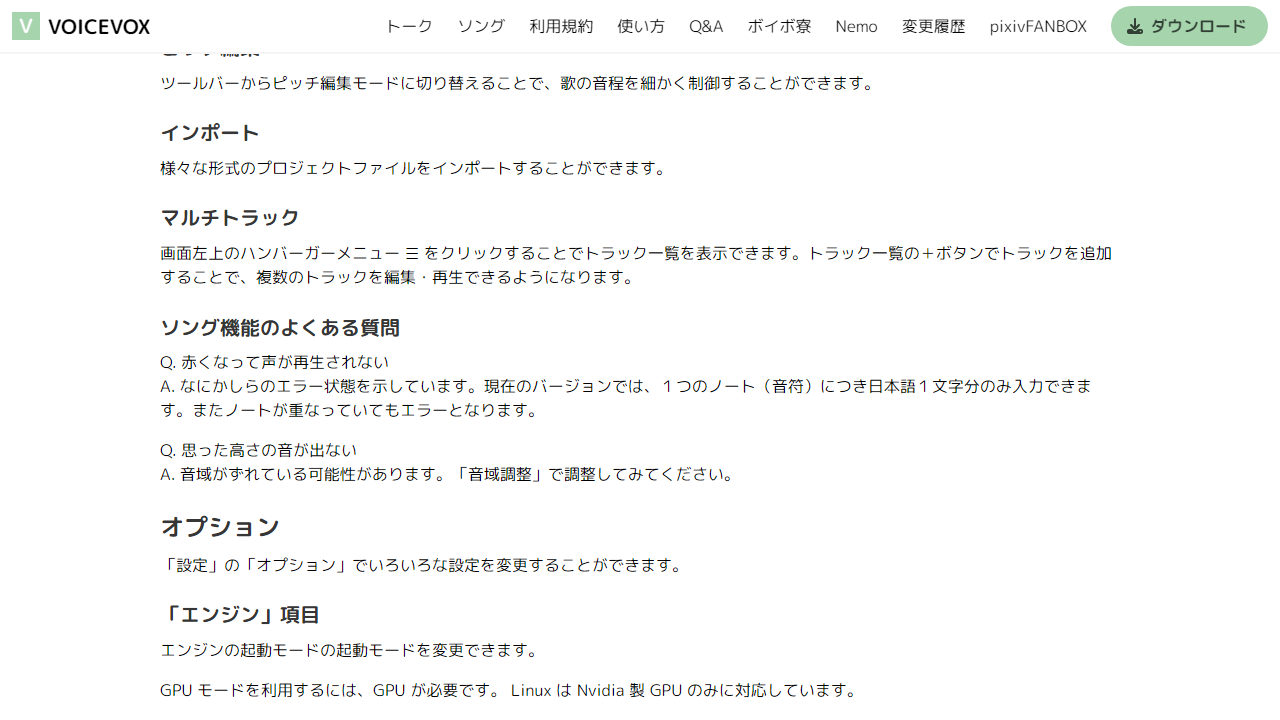 V VOICEVOX トーク ソング 利用規約 使い方 Q&A ボイボ寮 Nemo 変更履歴 pixivFANBOX ダウンロード
ツールバーからピッチ編集モードに切り替えることで、歌の音程を細かく制御することができます。
インポート
様々な形式のプロジェクトファイルをインポートすることができます。
マルチトラック
画面左上のハンバーガーメニュー ☰ をクリックすることでトラック一覧を表示できます。トラック一覧の＋ボタンでトラックを追加
することで、複数のトラックを編集・再生できるようになります。
ソング機能のよくある質問
Q. 赤くなって声が再生されない
A. なにかしらのエラー状態を示しています。現在のバージョンでは、１つのノート（音符）につき日本語１文字分のみ入力できま
す。またノートが重なっていてもエラーとなります。
Q. 思った高さの音が出ない
A. 音域がずれている可能性があります。「音域調整」で調整してみてください。
オプション
「設定」の「オプション」でいろいろな設定を変更することができます。
「エンジン」項目
エンジンの起動モードの起動モードを変更できます。
GPU モードを利用するには、GPU が必要です。 Linux は Nvidia 製 GPU のみに対応しています。